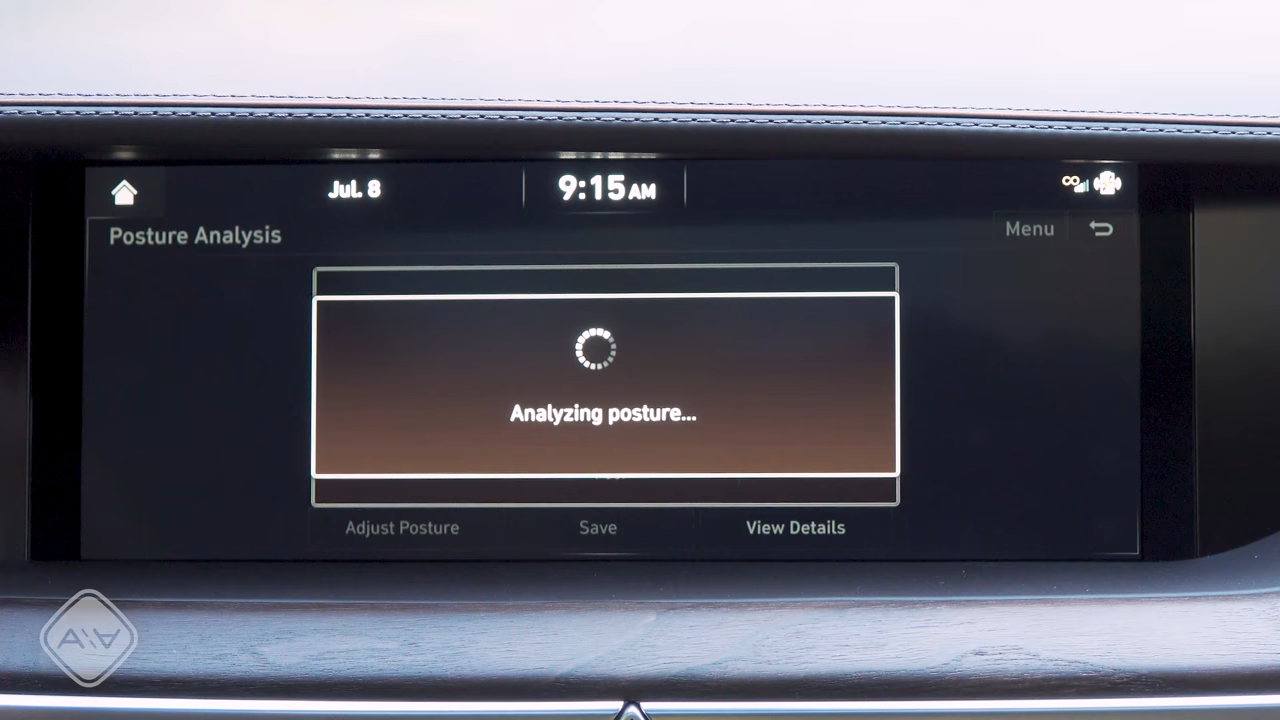 Jul. 8
9:15 AM
Posture Analysis
Menu
Analyzing posture...
Adjust Posture
Save
View Details